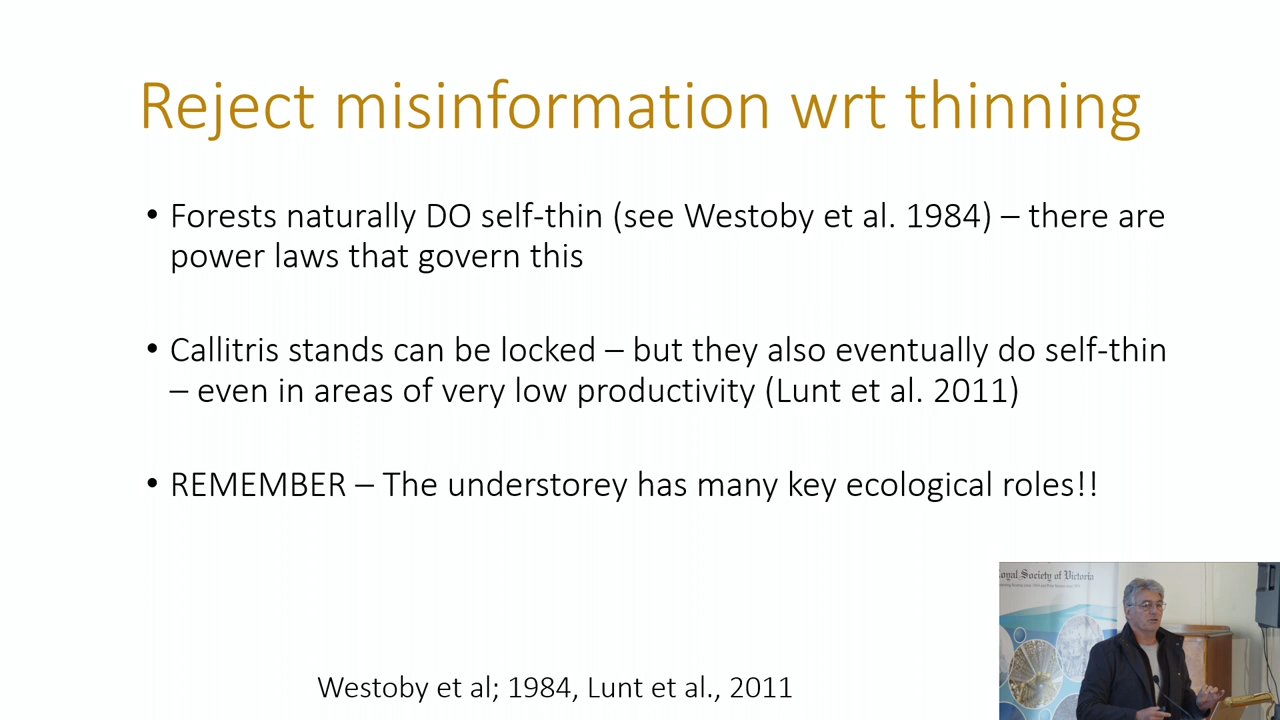 Reject misinformation wrt thinning
• Forests naturally DO self-thin (see Westoby et al. 1984) – there are
power laws that govern this
• Callitris stands can be locked – but they also eventually do self-thin
– even in areas of very low productivity (Lunt et al. 2011)
• REMEMBER – The understorey has many key ecological roles!!
Royal Society of Victoria
Westoby et al; 1984, Lunt et al., 2011